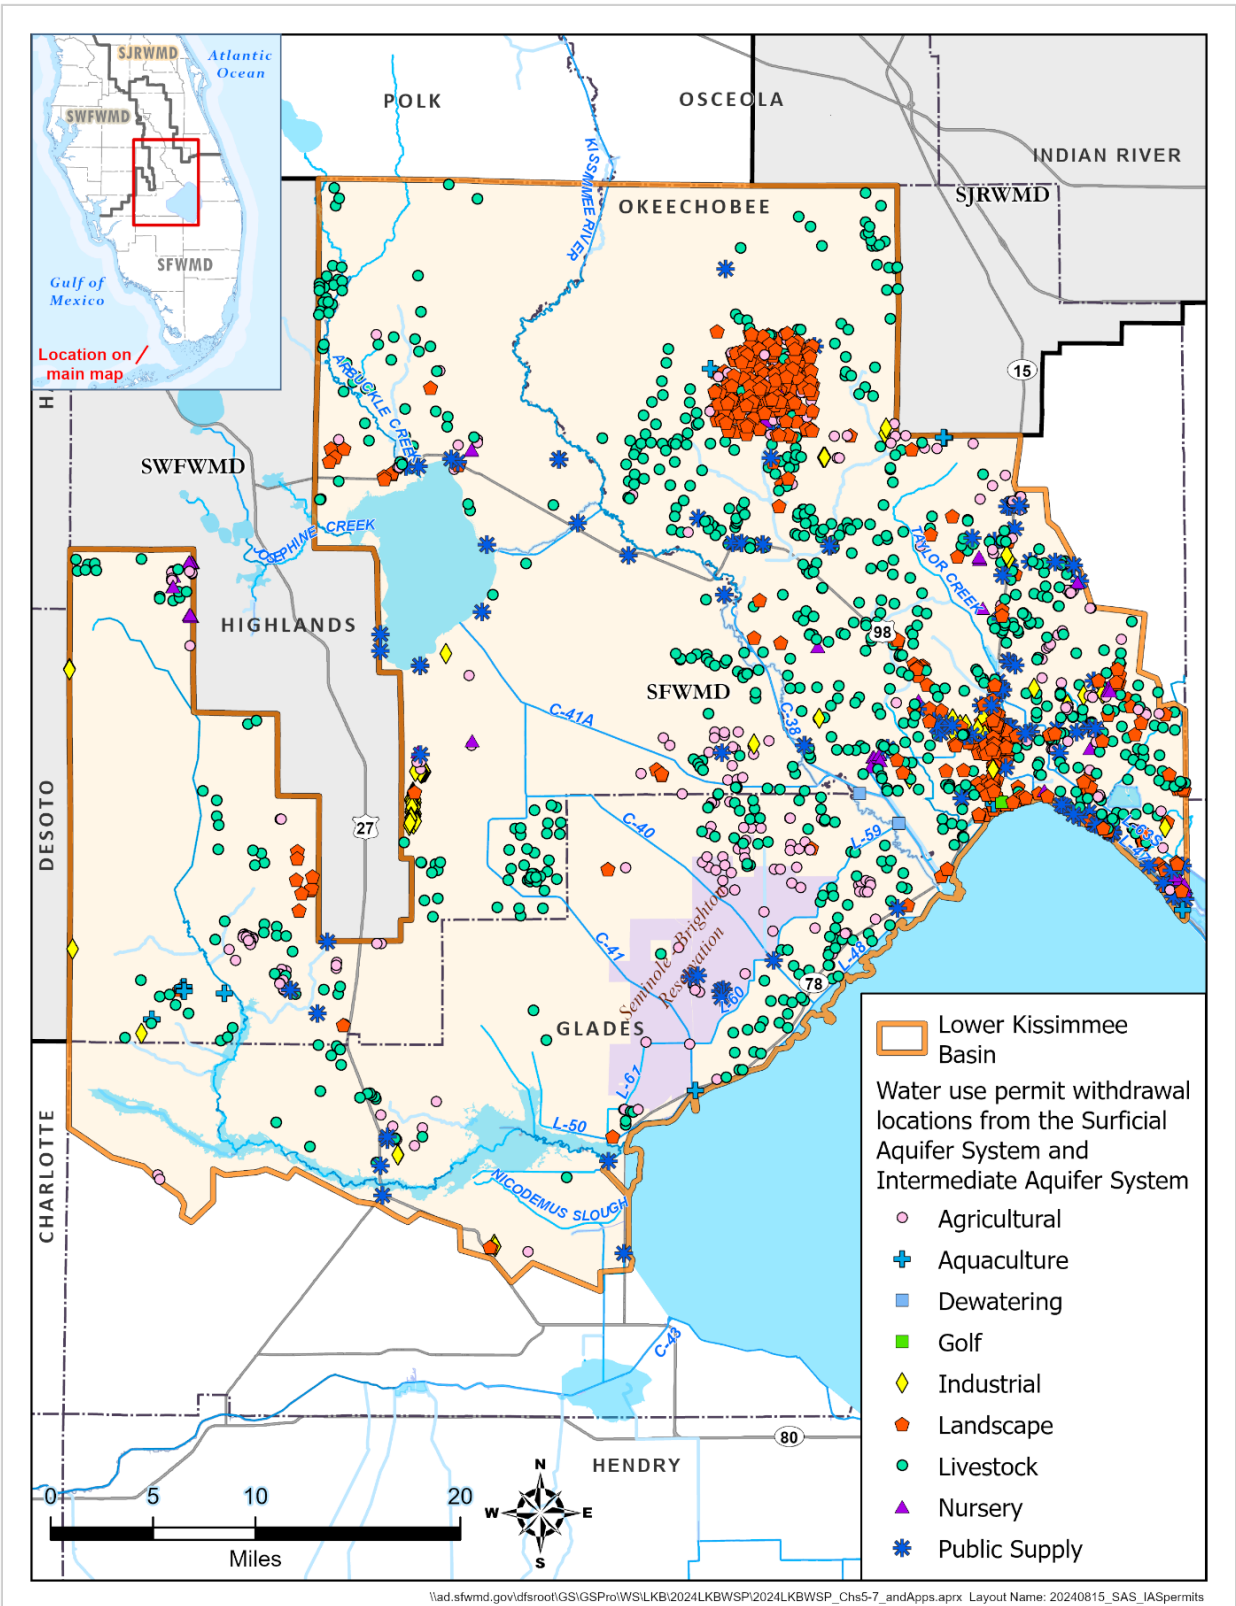 SJRWMD
Atlantic
Ocean
SWFWMD
SFWMD
Gulf of
Mexico
Location on
main map
POLK
OSCEOLA
INDIAN RIVER
SJRWMD
KISSIMMEE RIVER
OKEECHOBEE
15
ARBUCKLE CREEK
SWFWMD
JOSEPHINE CREEK
TAYLOR CREEK
HIGHLANDS
98
SFWMD
C-41A
C-38
DESOTO
27
C-40
L-59
L-63S
L-47
C-41
Seminole - Brighton
Reservation
L-48
78
L-60
GLADES
L-61
L-50
CHARLOTTE
NICODEMUS SLOUGH
C-43
80
HENDRY
Lower Kissimmee
Basin
Water use permit withdrawal
locations from the Surficial
Aquifer System and
Intermediate Aquifer System
Agricultural
Aquaculture
Dewatering
Golf
Industrial
Landscape
Livestock
Nursery
Public Supply
0 5 10 20
Miles
N
W E
S
\\ad.sfwmd.gov\dfsroot\GS\GSPro\WS\LKB\2024LKBWSP\2024LKBWSP_Chs5-7_andApps.aprx Layout Name: 20240815_SAS_IASpermits